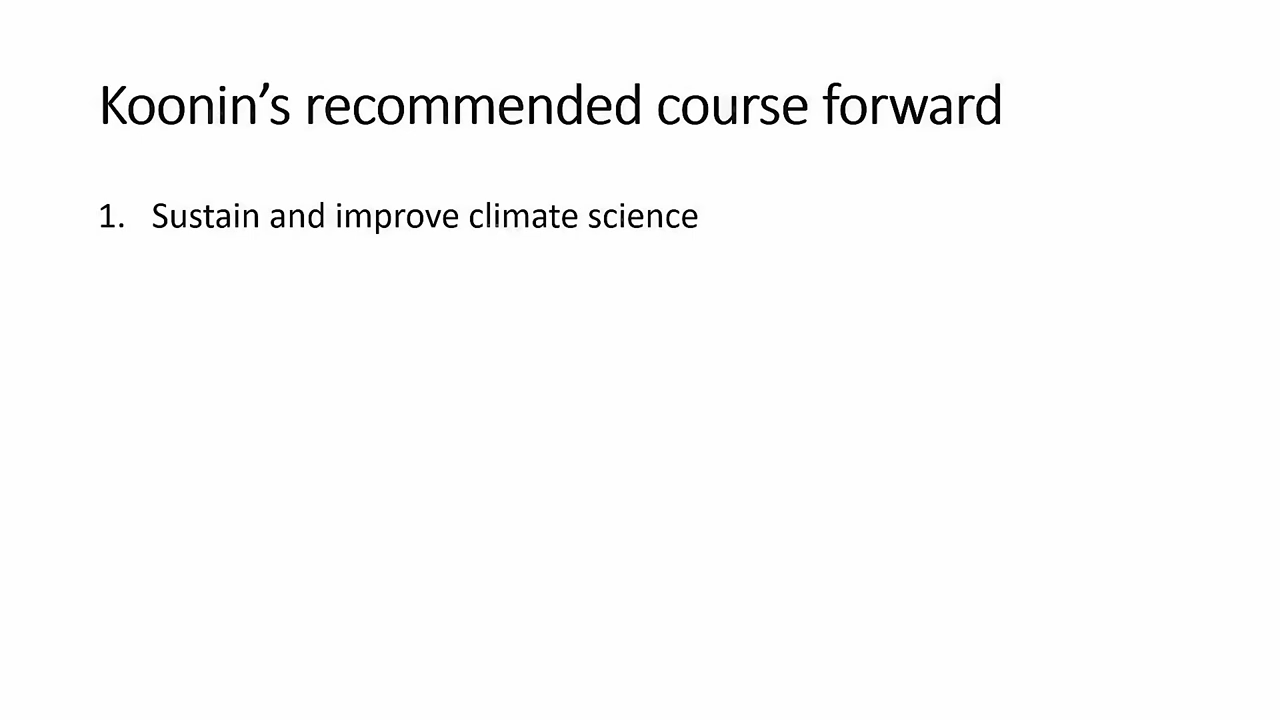 Koonin’s recommended course forward
1. Sustain and improve climate science